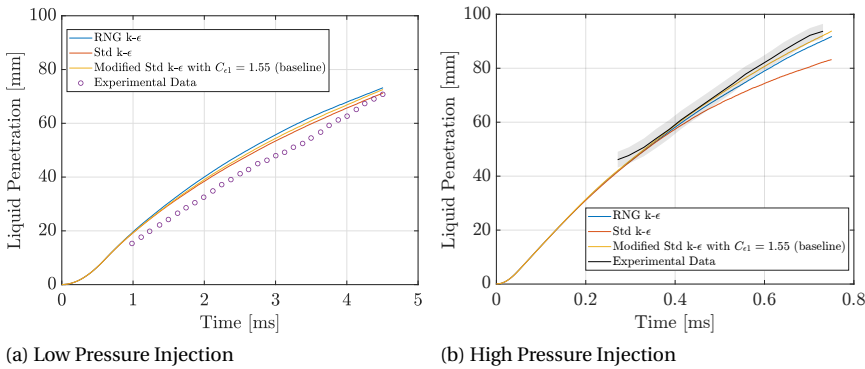 100
80
60
40
20
0
Liquid Penetration [mm]
RNG k-ϵ
Std k-ϵ
Modified Std k-ϵ with Cϵ1 = 1.55 (baseline)
Experimental Data
0
1
2
3
4
5
Time [ms]
(a) Low Pressure Injection
100
80
60
40
20
0
Liquid Penetration [mm]
RNG k-ϵ
Std k-ϵ
Modified Std k-ϵ with Cϵ1 = 1.55 (baseline)
Experimental Data
0
0.2
0.4
0.6
0.8
Time [ms]
(b) High Pressure Injection